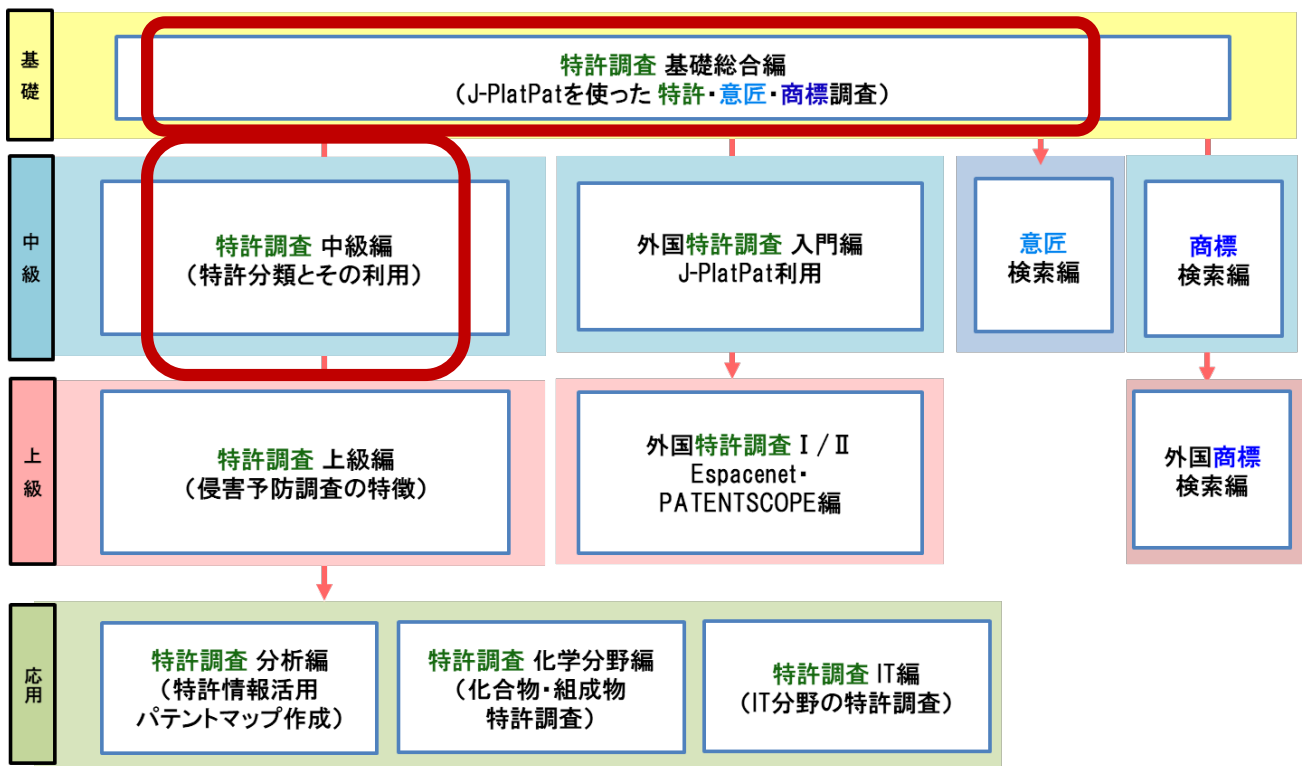 基礎
特許調査 基礎総合編
（J-PlatPatを使った 特許・意匠・商標調査）
中級
特許調査 中級編
（特許分類とその利用）
外国特許調査 入門編
J-PlatPat利用
意匠
検索編
商標
検索編
上級
特許調査 上級編
（侵害予防調査の特徴）
外国特許調査 Ⅰ / Ⅱ
Espacenet・
PATENTSCOPE編
外国商標
検索編
応用
特許調査 分析編
（特許情報活用
パテントマップ作成）
特許調査 化学分野編
（化合物・組成物
特許調査）
特許調査 IT編
（IT分野の特許調査）